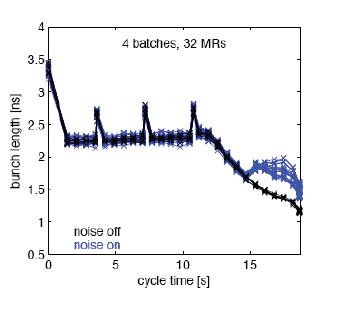 4
3.5
3
2.5
2
1.5
1
0.5
bunch length [ns]
4 batches, 32 MRs
noise off
noise on
0
5
10
15
cycle time [s]